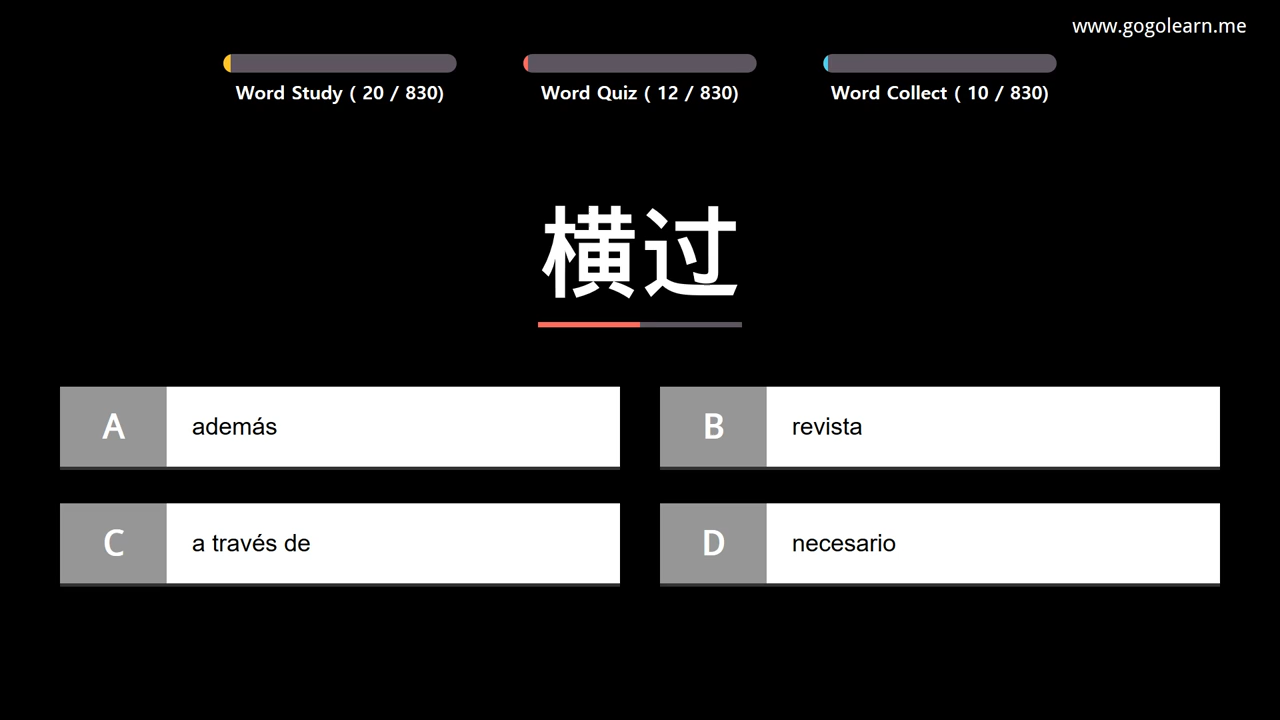 www.gogolearn.me
Word Study ( 20 / 830)
Word Quiz ( 12 / 830)
Word Collect ( 10 / 830)
横过
A además
B revista
C a través de
D necesario